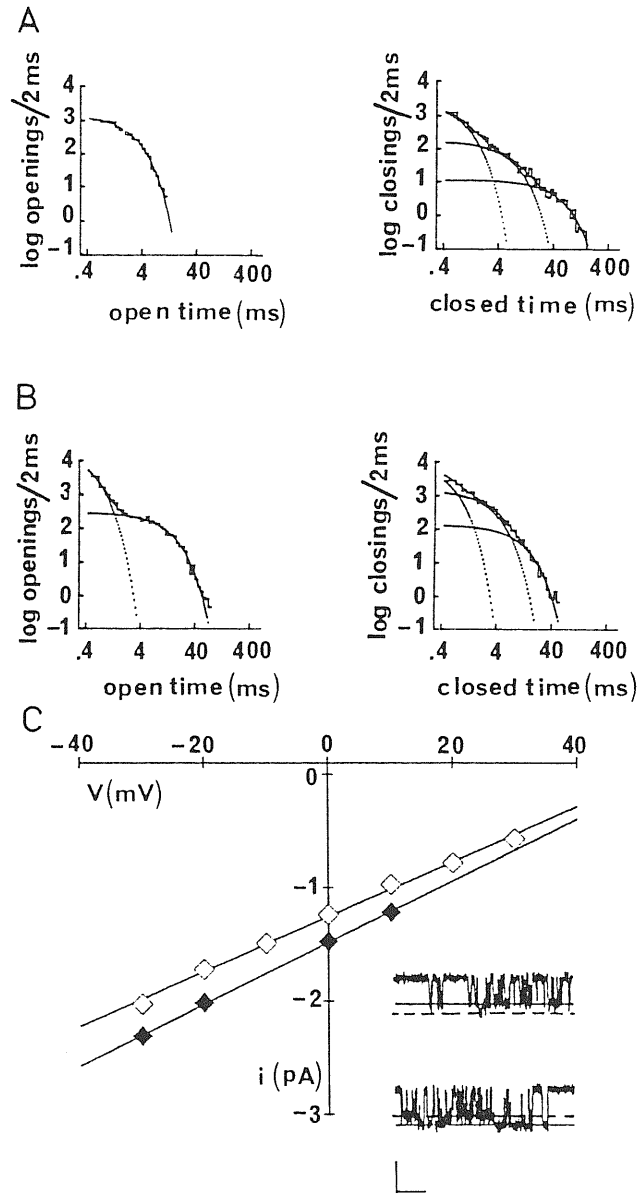 A
log openings/2ms
4
3
2
1
0
-1
.4 4 40 400
open time (ms)
log closings/2ms
4
3
2
1
0
-1
.4 4 40 400
closed time (ms)
B
log openings/2ms
4
3
2
1
0
-1
.4 4 40 400
open time (ms)
log closings/2ms
4
3
2
1
0
-1
.4 4 40 400
closed time (ms)
C
-40 -20 0 20 40
V(mV)
0
-1
-2
i (pA)
-3